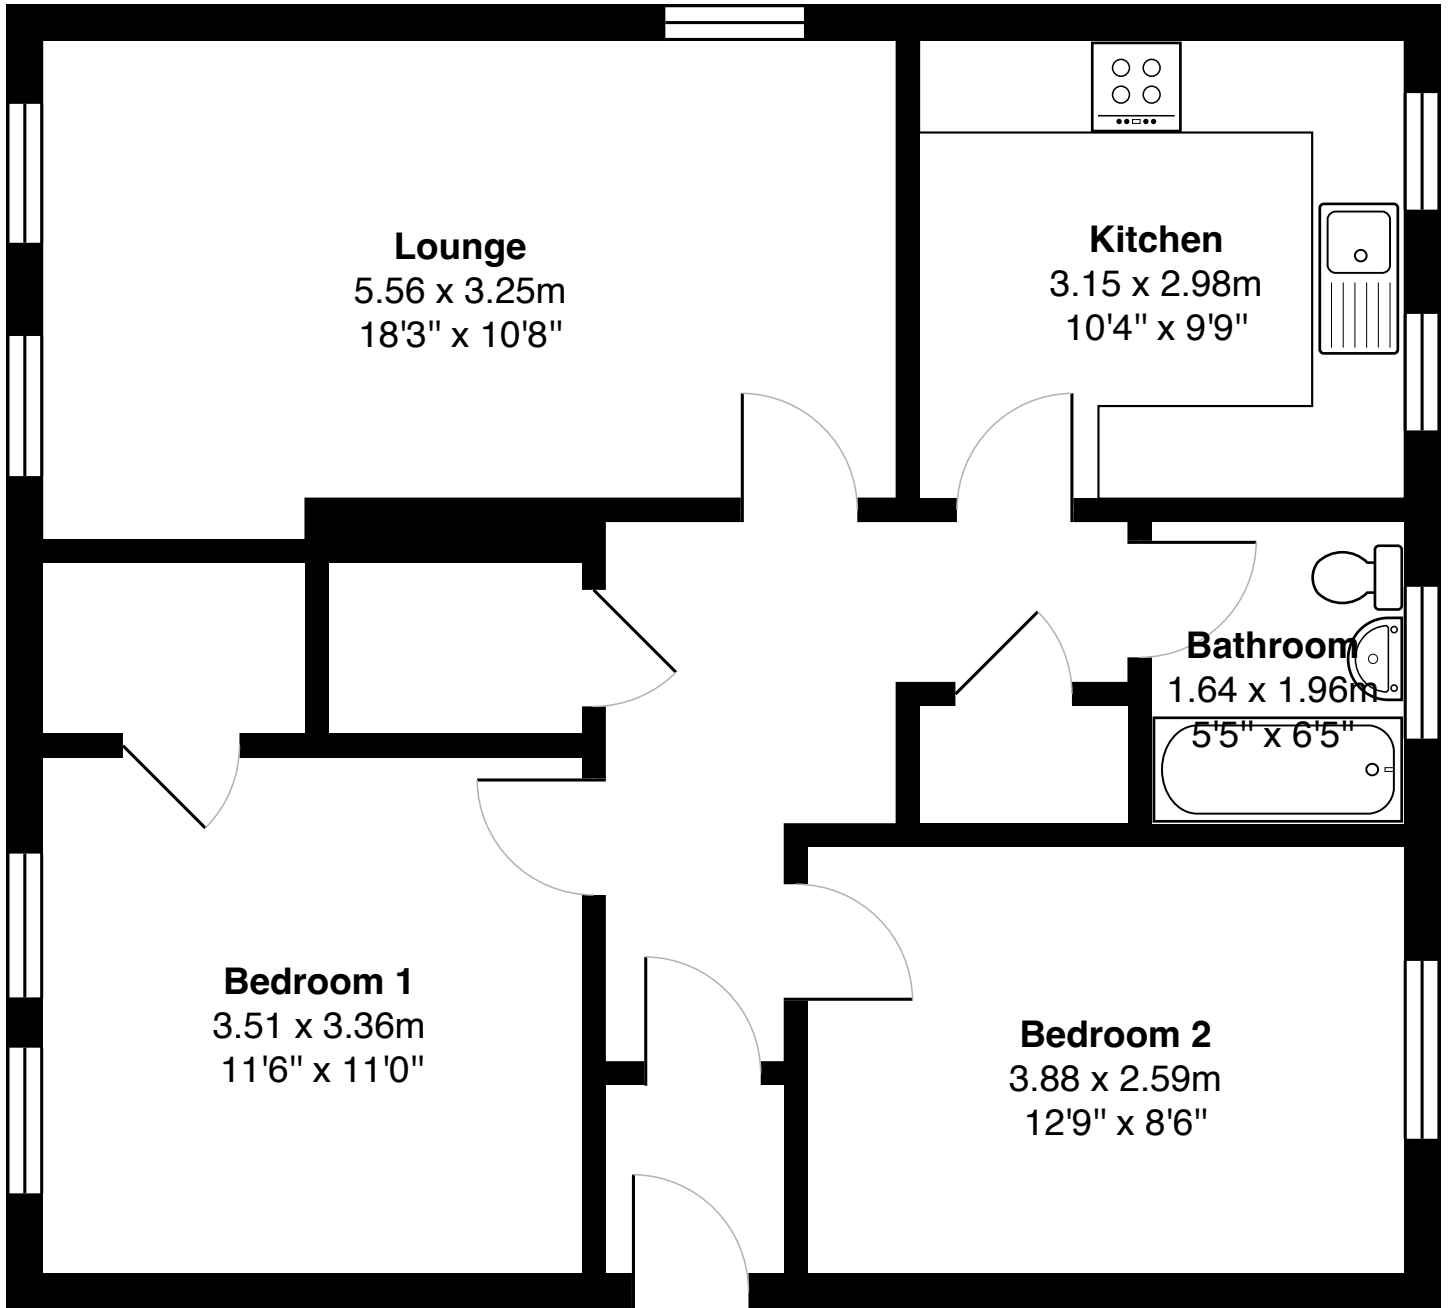 Lounge
5.56 x 3.25m
18'3" x 10'8"
Kitchen
3.15 x 2.98m
10'4" x 9'9"
Bathroom
1.64 x 1.96m
5'5" x 6'5"
Bedroom 1
3.51 x 3.36m
11'6" x 11'0"
Bedroom 2
3.88 x 2.59m
12'9" x 8'6"